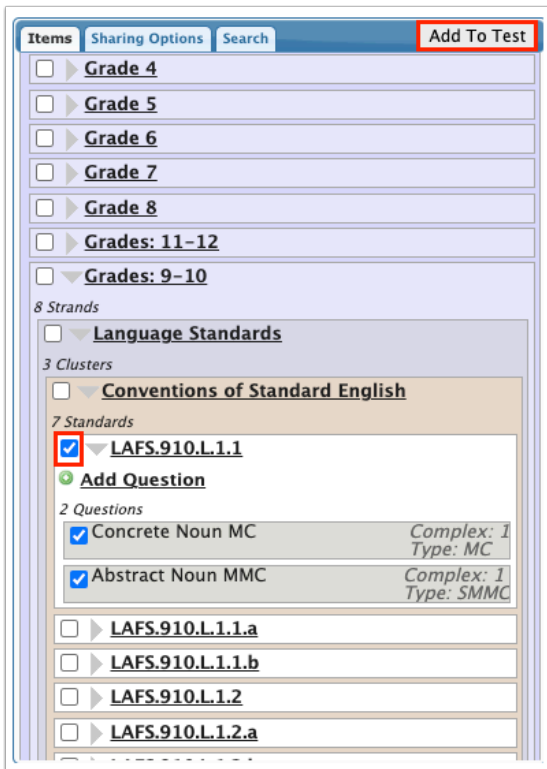 Items Sharing Options Search Add To Test
Grade 4
Grade 5
Grade 6
Grade 7
Grade 8
Grades: 11-12
Grades: 9-10
8 Strands
Language Standards
3 Clusters
Conventions of Standard English
7 Standards
LAFS.910.L.1.1
Add Question
2 Questions
Concrete Noun MC Complex: 1
Type: MC
Abstract Noun MMC Complex: 1
Type: SMMC
LAFS.910.L.1.1.a
LAFS.910.L.1.1.b
LAFS.910.L.1.2
LAFS.910.L.1.2.a